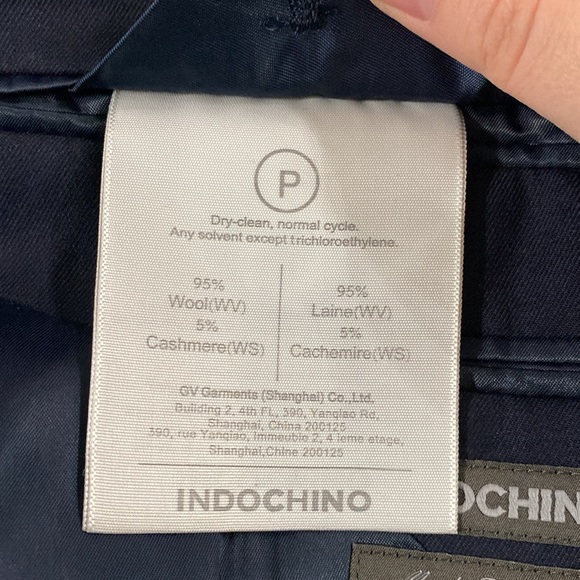 P
Dry-clean, normal cycle.
Any solvent except trichloroethylene.
95%
Wool(WV)
5%
Cashmere(WS)
95%
Laine(WV)
5%
Cachemire(WS)
GV Garments (Shanghai) Co.,Ltd.
Building 2, 4th FL, 390, Yanqiao Rd,
Shanghai, China 200125
390, rue Yanqiao, Immeuble 2, 4 ieme etage,
Shanghai,Chine 200125
INDOCHINO
OCHIN